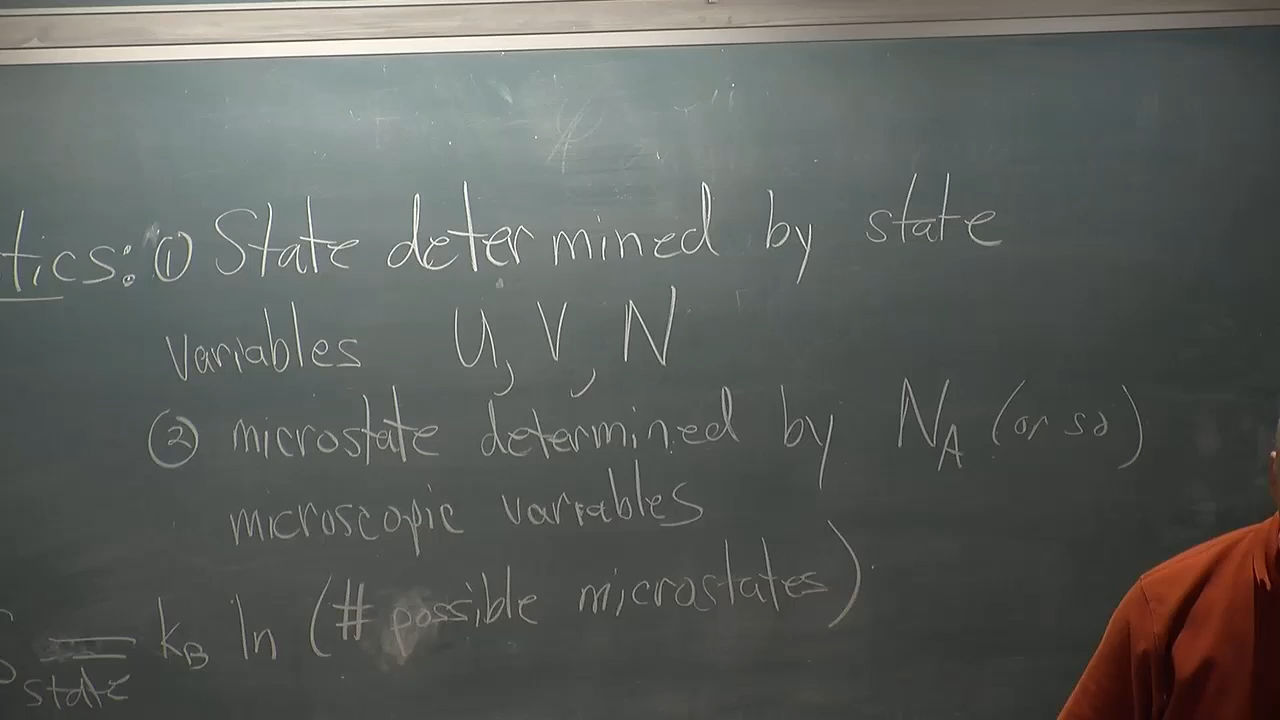 tics: ① State determined by state
variables U, V, N
② microstate determined by N_A (or so)
microscopic variables
S_state = k_B ln (# possible microstates)